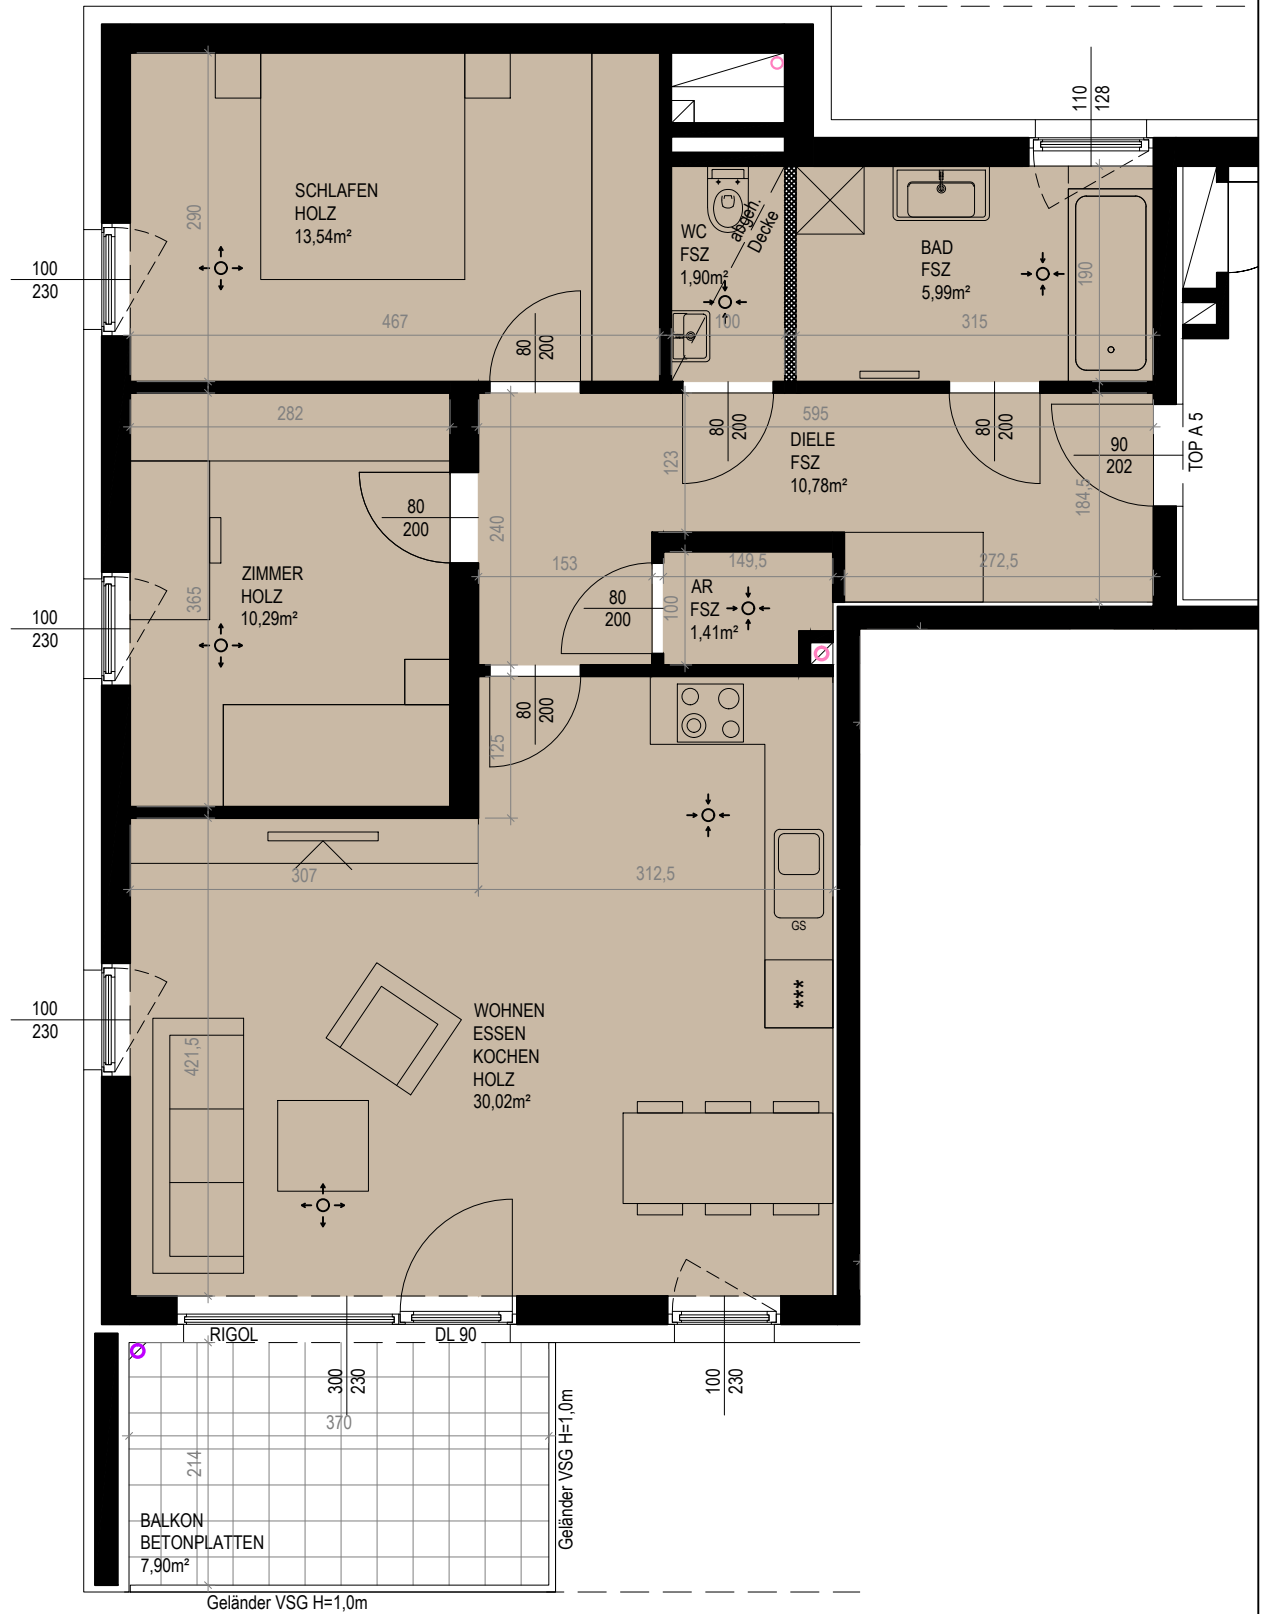 110
128
SCHLAFEN
HOLZ
13,54m²
290
100
230
467
80
200
WC
FSZ
1,90m²
abgeh.
Decke
100
BAD
FSZ
5,99m²
190
315
282
595
80
200
DIELE
FSZ
10,78m²
80
200
90
202
TOP A 5
123
184,5
80
200
240
153
149,5
272,5
ZIMMER
HOLZ
10,29m²
365
100
230
80
200
AR
FSZ
1,41m²
100
80
200
125
307
312,5
GS
***
100
230
421,5
WOHNEN
ESSEN
KOCHEN
HOLZ
30,02m²
RIGOL
DL 90
300
230
100
230
370
214
Geländer VSG H=1,0m
BALKON
BETONPLATTEN
7,90m²
Geländer VSG H=1,0m